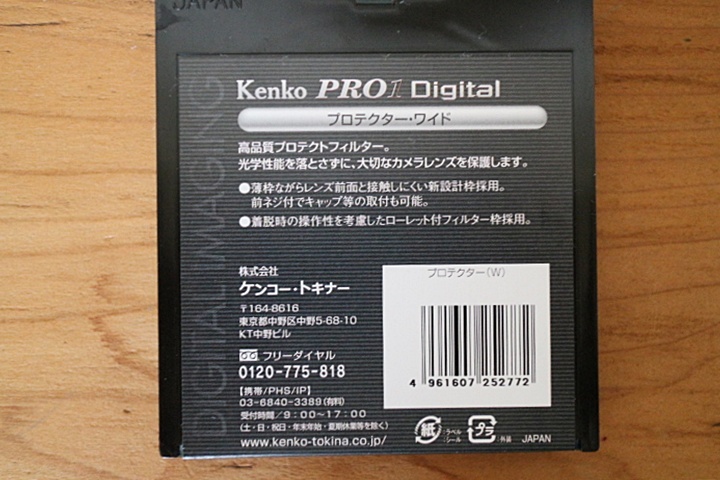 JAPAN
Kenko PRO1 Digital
プロテクター・ワイド
高品質プロテクトフィルター。
光学性能を落とさずに、大切なカメラレンズを保護します。
●薄枠ながらレンズ前面と接触しにくい新設計枠採用。
前ネジ付でキャップ等の取付も可能。
●着脱時の操作性を考慮したローレット付フィルター枠採用。
DIGITAL IMAGING
株式会社
ケンコー・トキナー
〒164-8616
東京都中野区中野5-68-10
KT中野ビル
フリーダイヤル
0120-775-818
【携帯/PHS/IP】
03-6840-3389(有料)
受付時間/9:00〜17:00
(土・日・祝日・年末年始・夏期休業等を除く)
www.kenko-tokina.co.jp/
プロテクター(W)
4 961607 252772
紙 ラベル
シール
プラ 外装 JAPAN